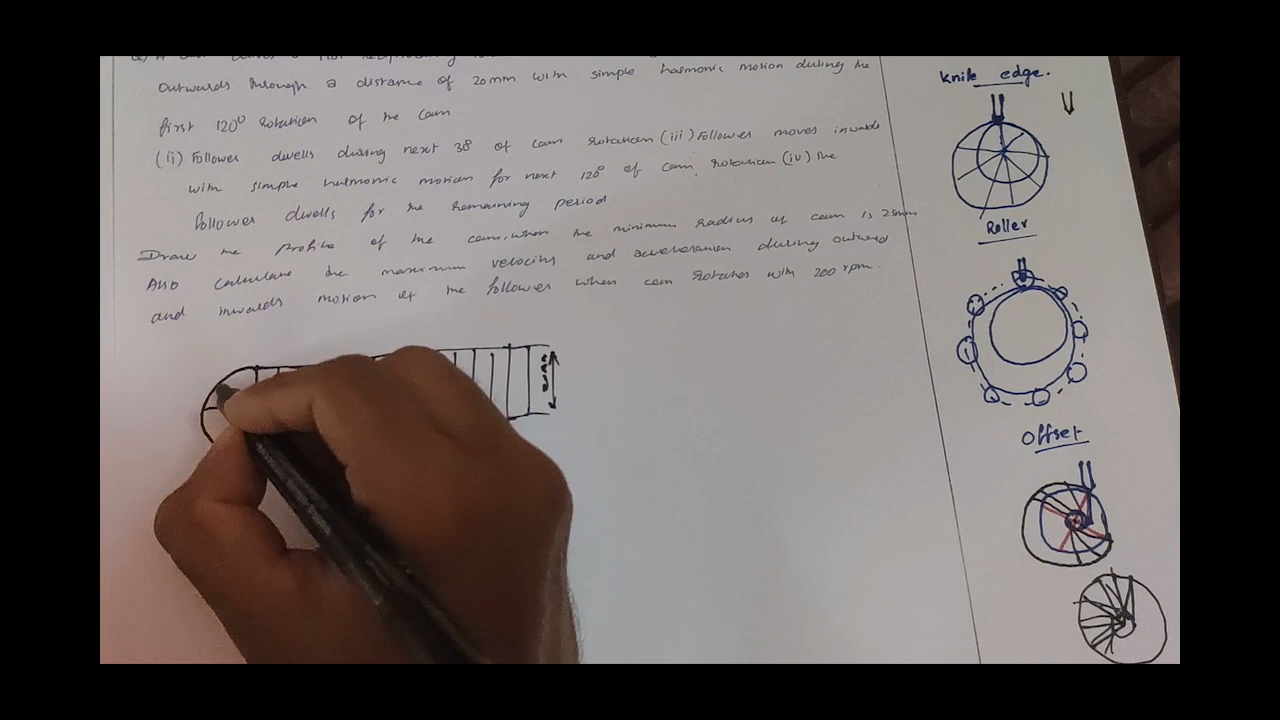 outwards through a distance of 20mm with simple harmonic motion during the
first 120° rotation of the cam.
(ii) Follower dwells during next 30° of cam rotation (iii) Follower moves inwards
with simple harmonic motion for next 120° of cam rotation (iv) The
follower dwells for the remaining period.
Draw the profile of the cam, when the minimum radius of cam is 25mm
Also calculate the maximum velocity and acceleration during outward
and inwards motion of the follower when cam rotates with 200 rpm.
Knife edge.
Roller
Offset